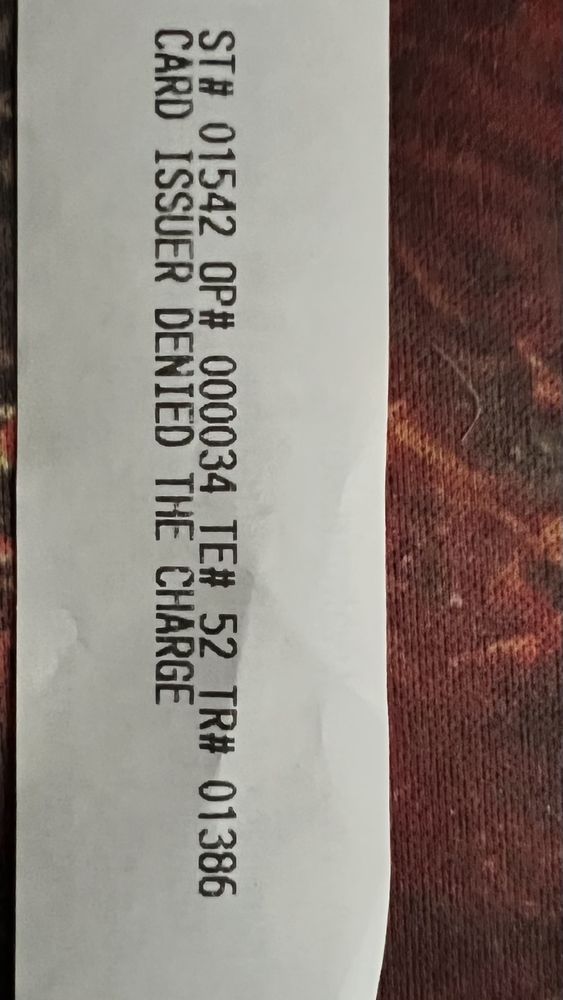 ST# 01542 OP# 000034 TE# 52 TR# 01386
CARD ISSUER DENIED THE CHARGE